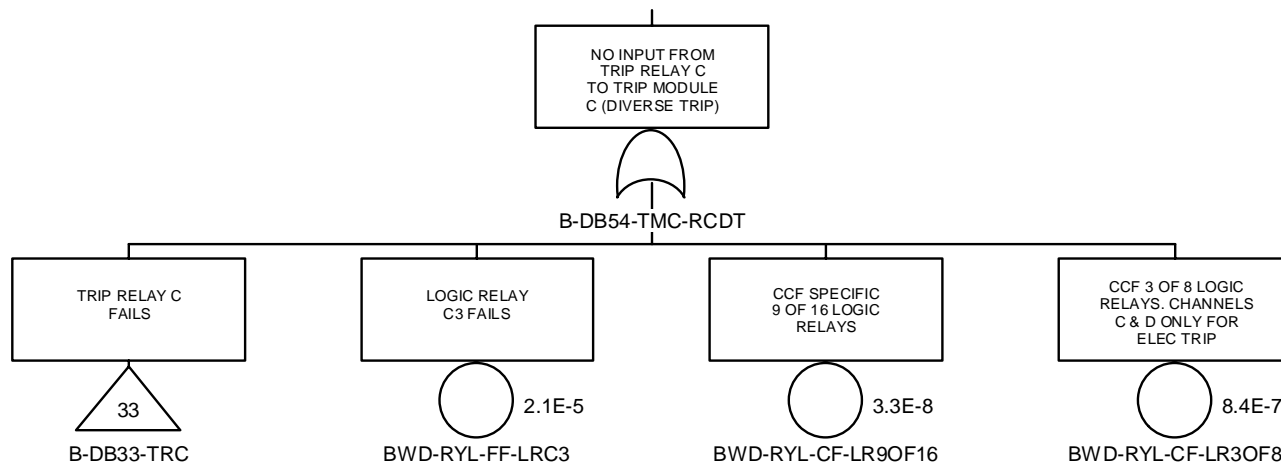 NO INPUT FROM
TRIP RELAY C
TO TRIP MODULE
C (DIVERSE TRIP)
B-DB54-TMC-RCDT
TRIP RELAY C
FAILS
33
B-DB33-TRC
LOGIC RELAY
C3 FAILS
2.1E-5
BWD-RYL-FF-LRC3
CCF SPECIFIC
9 OF 16 LOGIC
RELAYS
3.3E-8
BWD-RYL-CF-LR9OF16
CCF 3 OF 8 LOGIC
RELAYS. CHANNELS
C & D ONLY FOR
ELEC TRIP
8.4E-7
BWD-RYL-CF-LR3OF8